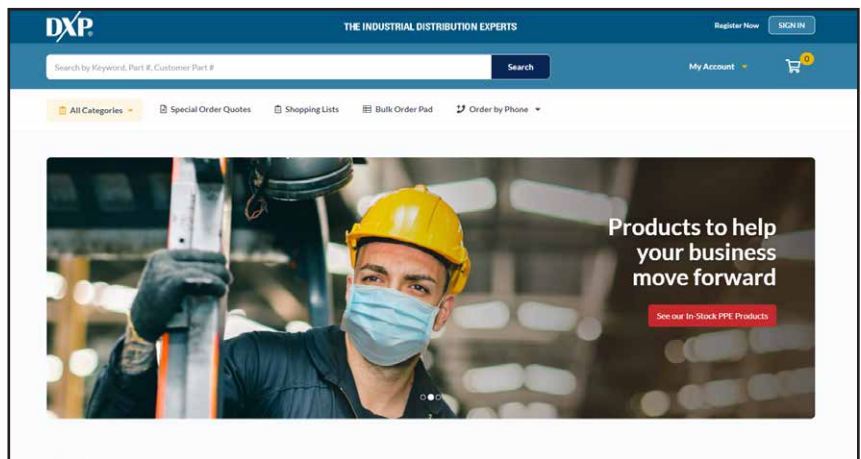 DXP
THE INDUSTRIAL DISTRIBUTION EXPERTS
Register Now
SIGN IN
Search by Keyword, Part #, Customer Part #
Search
My Account
0
All Categories
Special Order Quotes
Shopping Lists
Bulk Order Pad
Order by Phone
Products to help
your business
move forward
See our In-Stock PPE Products